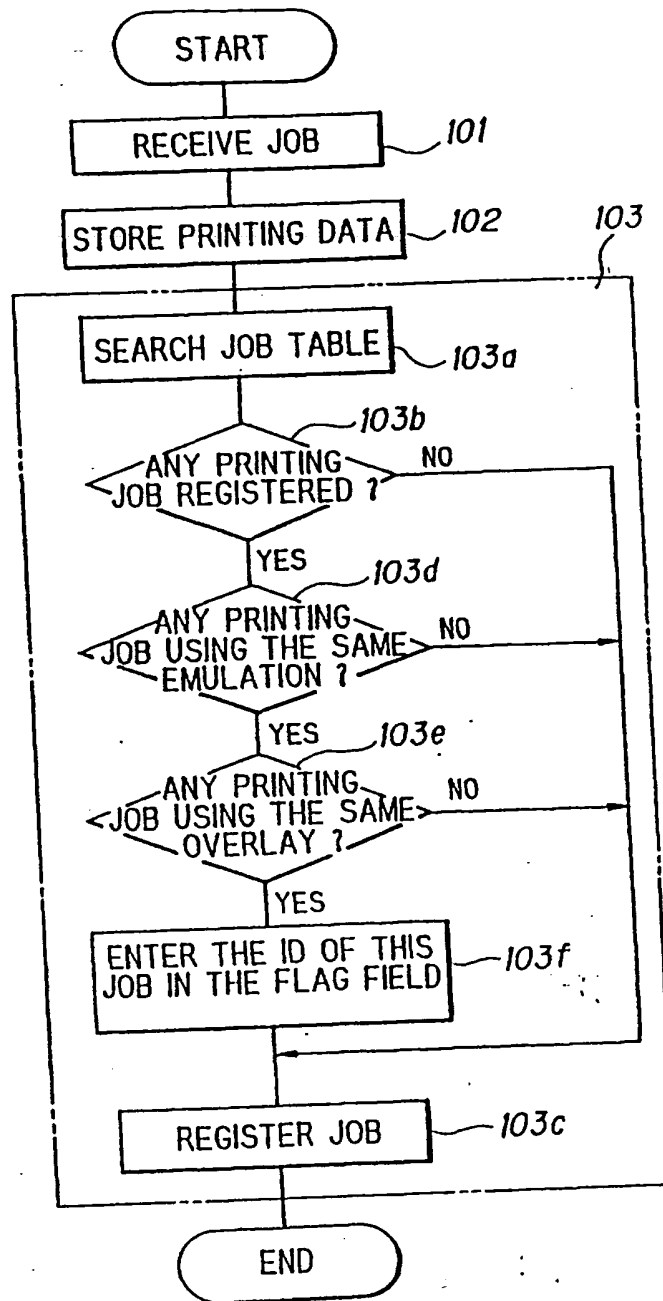 START
RECEIVE JOB
101
STORE PRINTING DATA
102
103
SEARCH JOB TABLE
103a
103b
ANY PRINTING
JOB REGISTERED ?
NO
YES
103d
ANY PRINTING
JOB USING THE SAME
EMULATION ?
NO
YES
103e
ANY PRINTING
JOB USING THE SAME
OVERLAY ?
NO
YES
ENTER THE ID OF THIS
JOB IN THE FLAG FIELD
103f
REGISTER JOB
103c
END